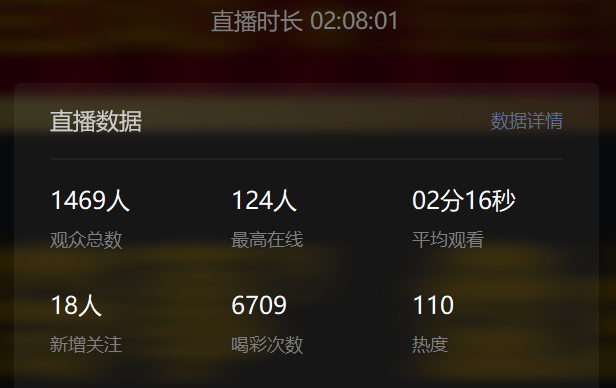 直播时长 02:08:01
直播数据 数据详情
1469人 124人 02分16秒
观众总数 最高在线 平均观看
18人 6709 110
新增关注 喝彩次数 热度